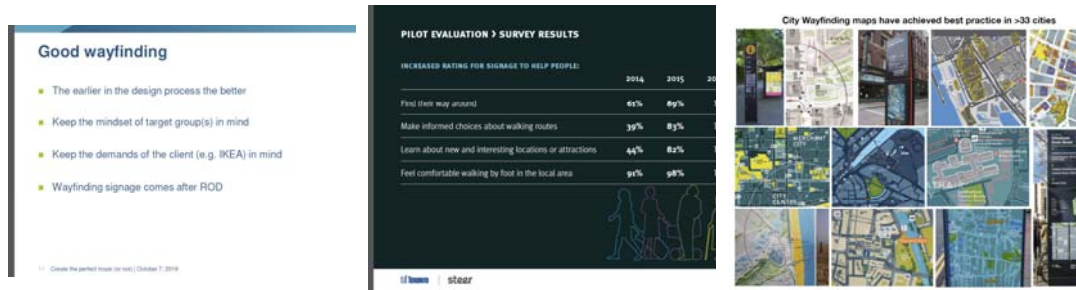 Good wayfinding
The earlier in the design process the better
Keep the mindset of target group(s) in mind
Keep the demands of the client (e.g. IKEA) in mind
Wayfinding signage comes after ROD
Create the perfect maps (or not) | October 7, 2019
PILOT EVALUATION > SURVEY RESULTS
INCREASED RATING FOR SIGNAGE TO HELP PEOPLE:
2014 2015 20
Find their way around 61% 89%
Make informed choices about walking routes 39% 83%
Learn about new and interesting locations or attractions 44% 82%
Feel comfortable walking by foot in the local area 91% 98%
steer
City Wayfinding maps have achieved best practice in >33 cities
MERCHANT
CITY
CITY
CENTRE